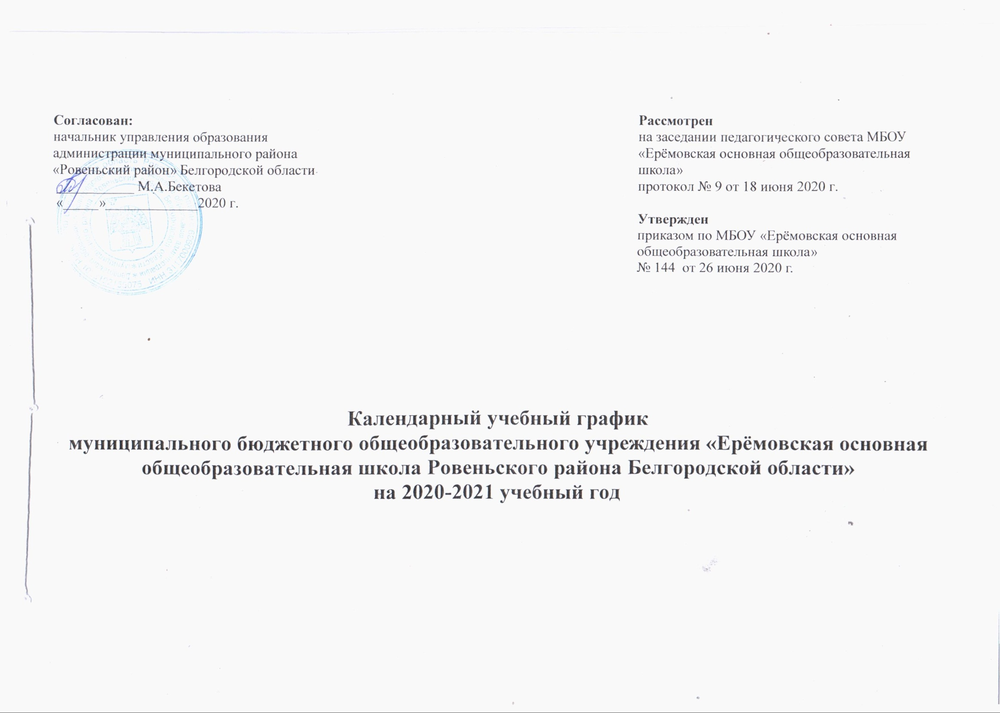 Согласован:
начальник управления образования
администрации муниципального района
«Ровеньский район» Белгородской области
____________ М.А.Бекетова
«_____»______________2020 г.
Рассмотрен
на заседании педагогического совета МБОУ
«Ерёмовская основная общеобразовательная
школа»
протокол № 9 от 18 июня 2020 г.
Утвержден
приказом по МБОУ «Ерёмовская основная
общеобразовательная школа»
№ 144 от 26 июня 2020 г.
Календарный учебный график
муниципального бюджетного общеобразовательного учреждения «Ерёмовская основная
общеобразовательная школа Ровеньского района Белгородской области»
на 2020-2021 учебный год